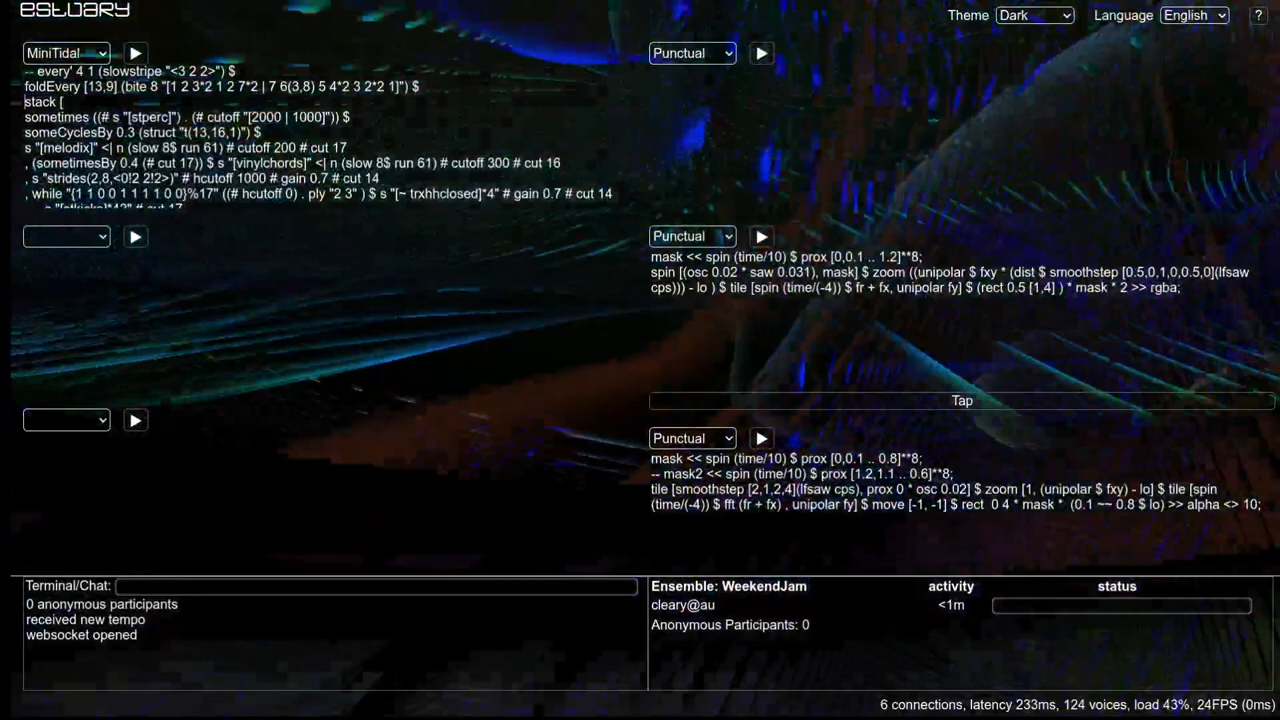 estuary
Theme Dark Language English ?
MiniTidal
-- every' 4 1 (slowstripe "<3 2 2>") $
foldEvery [13,9] (bite 8 "[1 2 3*2 1 2 7*2 | 7 6(3,8) 5 4*2 3 2*2 1]") $
stack [
sometimes ((# s "[stperc]") . (# cutoff "[2000 | 1000]")) $
someCyclesBy 0.3 (struct "t(13,16,1)") $
s "[melodix]" <| n (slow 8$ run 61) # cutoff 200 # cut 17
, (sometimesBy 0.4 (# cut 17)) $ s "[vinylchords]" <| n (slow 8$ run 61) # cutoff 300 # cut 16
, s "strides(2,8,<0!2 2!2>)" # hcutoff 1000 # gain 0.7 # cut 14
, while "{1 1 0 0 1 1 1 1 0 0}%17" ((# hcutoff 0) . ply "2 3" ) $ s "[~ trxhhclosed]*4" # gain 0.7 # cut 14
Punctual
Punctual
mask << spin (time/10) $ prox [0,0.1 .. 1.2]**8;
spin [(osc 0.02 * saw 0.031), mask] $ zoom ((unipolar $ fxy * (dist $ smoothstep [0.5,0,1,0,0.5,0](lfsaw
cps))) - lo ) $ tile [spin (time/(-4)) $ fr + fx, unipolar fy] $ (rect 0.5 [1,4] ) * mask * 2 >> rgba;
Tap
Punctual
mask << spin (time/10) $ prox [0,0.1 .. 0.8]**8;
-- mask2 << spin (time/10) $ prox [1.2,1.1 .. 0.6]**8;
tile [smoothstep [2,1,2,4](lfsaw cps), prox 0 * osc 0.02] $ zoom [1, (unipolar $ fxy) - lo] $ tile [spin
(time/(-4)) $ fft (fr + fx) , unipolar fy] $ move [-1, -1] $ rect  0 4 * mask *  (0.1 ~~ 0.8 $ lo) >> alpha <> 10;
Terminal/Chat:
0 anonymous participants
received new tempo
websocket opened
Ensemble: WeekendJam activity status
cleary@au <1m
Anonymous Participants: 0
6 connections, latency 233ms, 124 voices, load 43%, 24FPS (0ms)